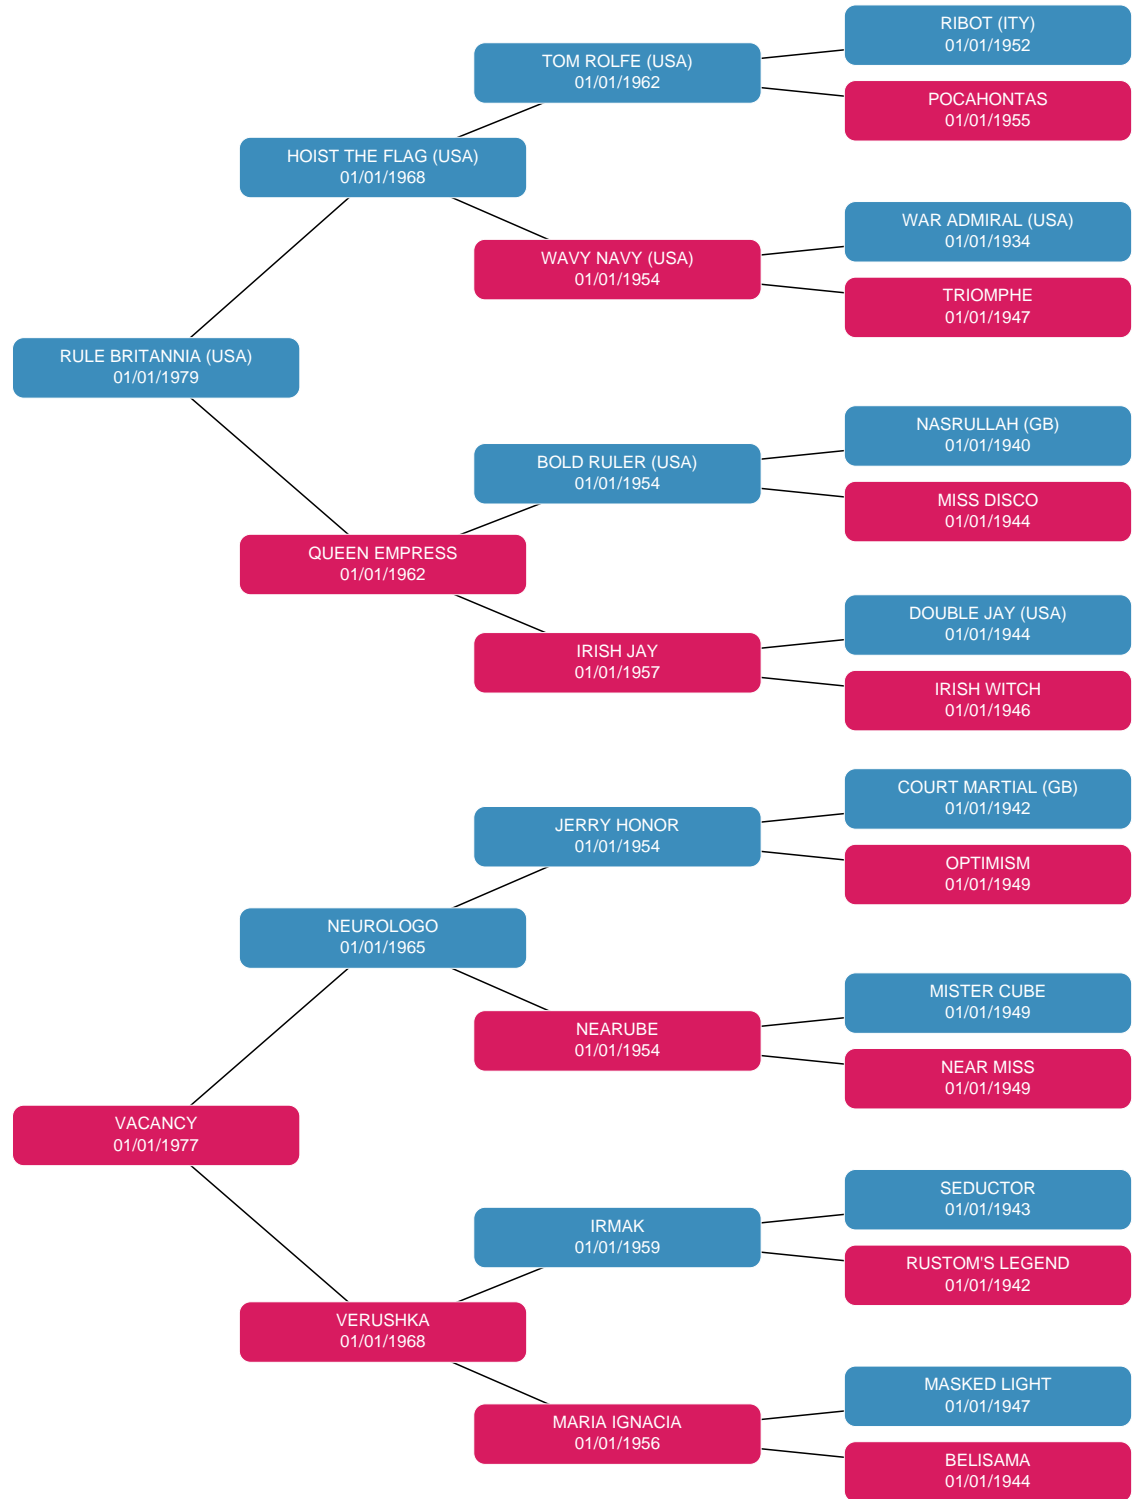 RIBOT (ITY)
01/01/1952
TOM ROLFE (USA)
01/01/1962
POCAHONTAS
01/01/1955
HOIST THE FLAG (USA)
01/01/1968
WAR ADMIRAL (USA)
01/01/1934
WAVY NAVY (USA)
01/01/1954
TRIOMPHE
01/01/1947
RULE BRITANNIA (USA)
01/01/1979
NASRULLAH (GB)
01/01/1940
BOLD RULER (USA)
01/01/1954
MISS DISCO
01/01/1944
QUEEN EMPRESS
01/01/1962
DOUBLE JAY (USA)
01/01/1944
IRISH JAY
01/01/1957
IRISH WITCH
01/01/1946
COURT MARTIAL (GB)
01/01/1942
JERRY HONOR
01/01/1954
OPTIMISM
01/01/1949
NEUROLOGO
01/01/1965
MISTER CUBE
01/01/1949
NEARUBE
01/01/1954
NEAR MISS
01/01/1949
VACANCY
01/01/1977
SEDUCTOR
01/01/1943
IRMAK
01/01/1959
RUSTOM'S LEGEND
01/01/1942
VERUSHKA
01/01/1968
MASKED LIGHT
01/01/1947
MARIA IGNACIA
01/01/1956
BELISAMA
01/01/1944